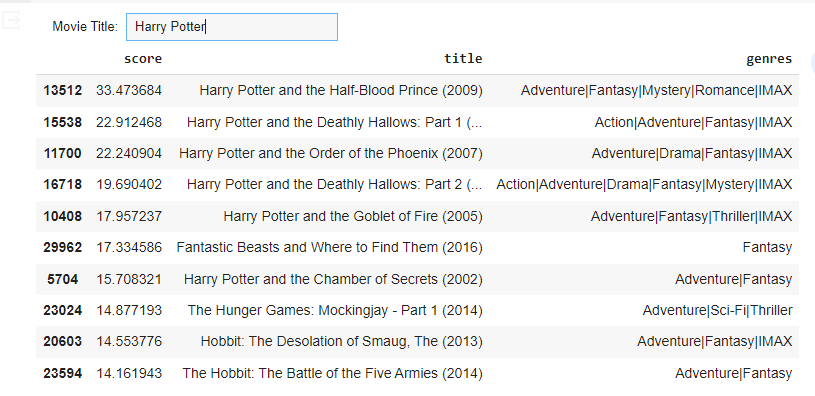 Movie Title: Harry Potter
score title genres
13512 33.473684 Harry Potter and the Half-Blood Prince (2009) Adventure|Fantasy|Mystery|Romance|IMAX
15538 22.912468 Harry Potter and the Deathly Hallows: Part 1 (... Action|Adventure|Fantasy|IMAX
11700 22.240904 Harry Potter and the Order of the Phoenix (2007) Adventure|Drama|Fantasy|IMAX
16718 19.690402 Harry Potter and the Deathly Hallows: Part 2 (... Action|Adventure|Drama|Fantasy|Mystery|IMAX
10408 17.957237 Harry Potter and the Goblet of Fire (2005) Adventure|Fantasy|Thriller|IMAX
29962 17.334586 Fantastic Beasts and Where to Find Them (2016) Fantasy
5704 15.708321 Harry Potter and the Chamber of Secrets (2002) Adventure|Fantasy
23024 14.877193 The Hunger Games: Mockingjay - Part 1 (2014) Adventure|Sci-Fi|Thriller
20603 14.553776 Hobbit: The Desolation of Smaug, The (2013) Adventure|Fantasy|IMAX
23594 14.161943 The Hobbit: The Battle of the Five Armies (2014) Adventure|Fantasy